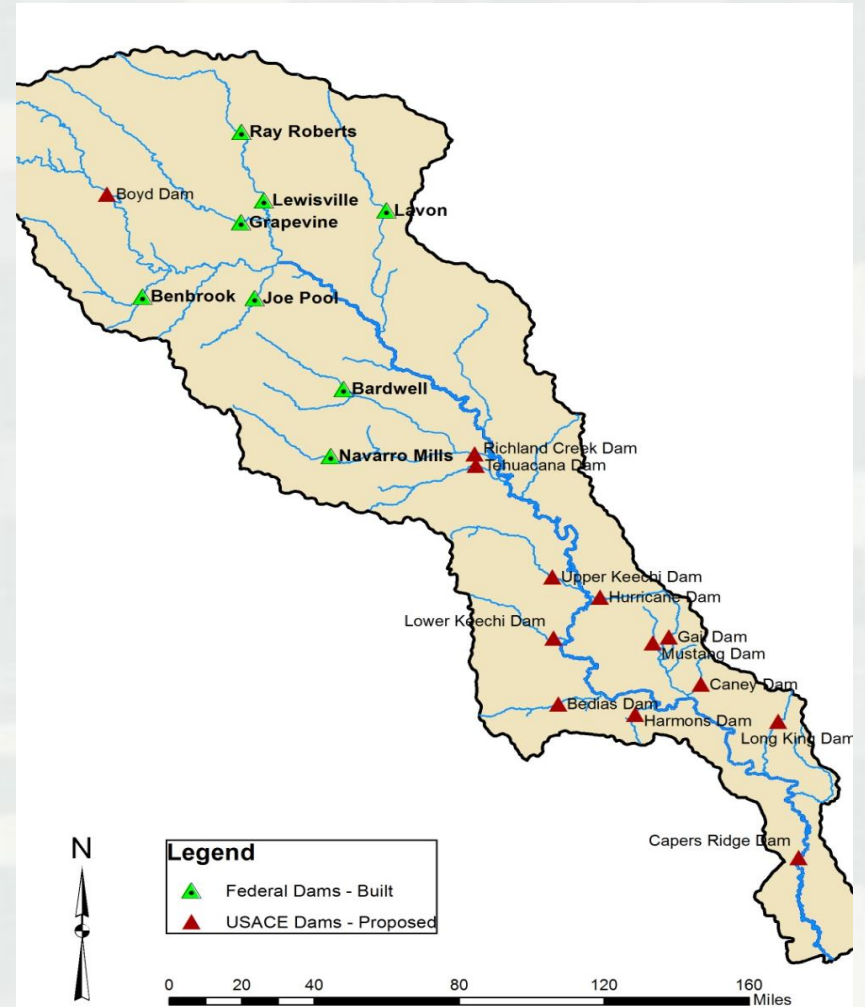 Ray Roberts
Boyd Dam
Lewisville
Lavon
Grapevine
Benbrook
Joe Pool
Bardwell
Navarro Mills
Richland Creek Dam
Tehuacana Dam
Upper Keechi Dam
Hurricane Dam
Lower Keechi Dam
Gail Dam
Mustang Dam
Caney Dam
Bedias Dam
Harmons Dam
Long King Dam
Capers Ridge Dam
N
Legend
Federal Dams - Built
USACE Dams - Proposed
0 20 40 80 120 160
Miles